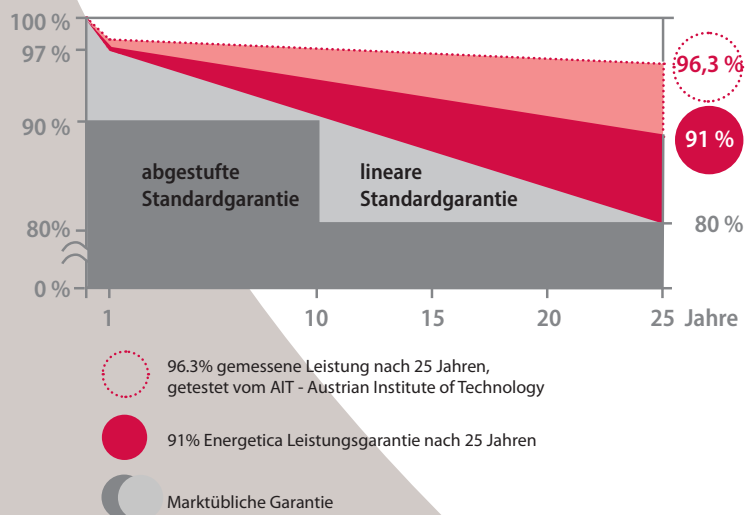 100 %
97 %
90 %
80%
0 %
96,3 %
91 %
80 %
abgestufte
Standardgarantie
lineare
Standardgarantie
1 10 15 20 25 Jahre
96.3% gemessene Leistung nach 25 Jahren,
getestet vom AIT - Austrian Institute of Technology
91% Energetica Leistungsgarantie nach 25 Jahren
Marktübliche Garantie